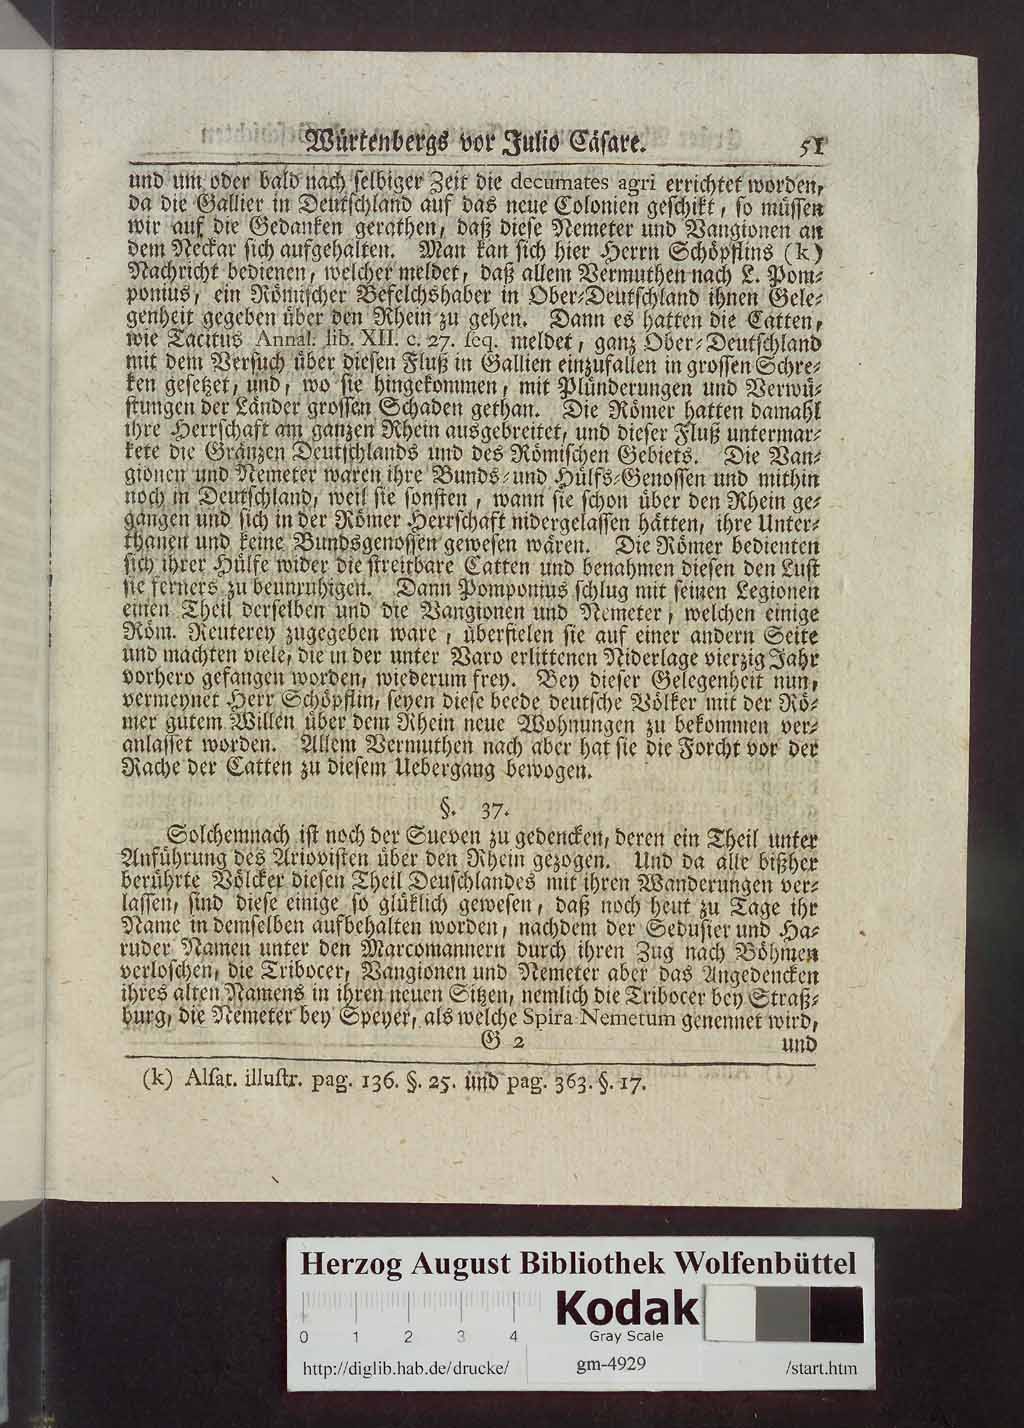 Würtenbergs vor Julio Cäsare. 51
und um oder bald nach selbiger Zeit die decumates agri errichtet worden,
da die Gallier in Deutschland auf das neue Colonien geschikt, so müssen
wir auf die Gedanken gerathen, daß diese Nemeter und Vangionen an
dem Neckar sich aufgehalten. Man kan sich hier Herrn Schöpflins (k)
Nachricht bedienen, welcher meldet, daß allem Vermuthen nach L. Pom-
ponius, ein Römischer Befelchshaber in Ober-Deutschland ihnen Gele-
genheit gegeben über den Rhein zu gehen. Dann es hatten die Catten,
wie Tacitus Annal. lib. XII. c. 27. seq. meldet, ganz Ober-Deutschland
mit dem Versuch über diesen Fluß in Gallien einzufallen in grossen Schre-
ken gesetzet, und, wo sie hingekommen, mit Plünderungen und Verwü-
stungen der Länder grossen Schaden gethan. Die Römer hatten damahl
ihre Herrschaft am ganzen Rhein ausgebreitet, und dieser Fluß untermar-
kete die Gränzen Deutschlands und des Römischen Gebiets. Die Van-
gionen und Nemeter waren ihre Bunds-und Hülfs-Genossen und mithin
noch in Deutschland, weil sie sonsten, wann sie schon über den Rhein ge-
gangen und sich in der Römer Herrschaft nidergelassen hätten, ihre Unter-
thanen und keine Bundsgenossen gewesen wären. Die Römer bedienten
sich ihrer Hülfe wider die streitbare Catten und benahmen diesen den Lust
sie ferners zu beunruhigen. Dann Pomponius schlug mit seinen Legionen
einen Theil derselben und die Vangionen und Nemeter, welchen einige
Röm. Reuterey zugegeben ware, überfielen sie auf einer andern Seite
und machten viele, die in der unter Varo erlittenen Niderlage vierzig Jahr
vorhero gefangen worden, wiederum frey. Bey dieser Gelegenheit nun,
vermeynet Herr Schöpflin, seyen diese beede deutsche Völker mit der Rö-
mer gutem Willen über dem Rhein neue Wohnungen zu bekommen ver-
anlasset worden. Allem Vermuthen nach aber hat sie die Forcht vor der
Rache der Catten zu diesem Uebergang bewogen.
§. 37.
Solchemnach ist noch der Sueven zu gedencken, deren ein Theil unter
Anführung des Ariovisten über den Rhein gezogen. Und da alle bißher
berührte Völcker diesen Theil Deuschlandes mit ihren Wanderungen ver-
lassen, sind diese einige so glüklich gewesen, daß noch heut zu Tage ihr
Name in demselben aufbehalten worden, nachdem der Sedusier und Ha-
ruder Namen unter den Marcomannern durch ihren Zug nach Böhmen
verloschen, die Tribocer, Vangionen und Nemeter aber das Angedencken
ihres alten Namens in ihren neuen Sitzen, nemlich die Tribocer bey Straß-
burg, die Nemeter bey Speyer, als welche Spira Nemetum genennet wird,
G 2 und
(k) Alsat. illustr. pag. 136. §. 25. und pag. 363. §. 17.
Herzog August Bibliothek Wolfenbüttel
0 1 2 3 4
Kodak
Gray Scale
http://diglib.hab.de/drucke/ gm-4929 /start.htm